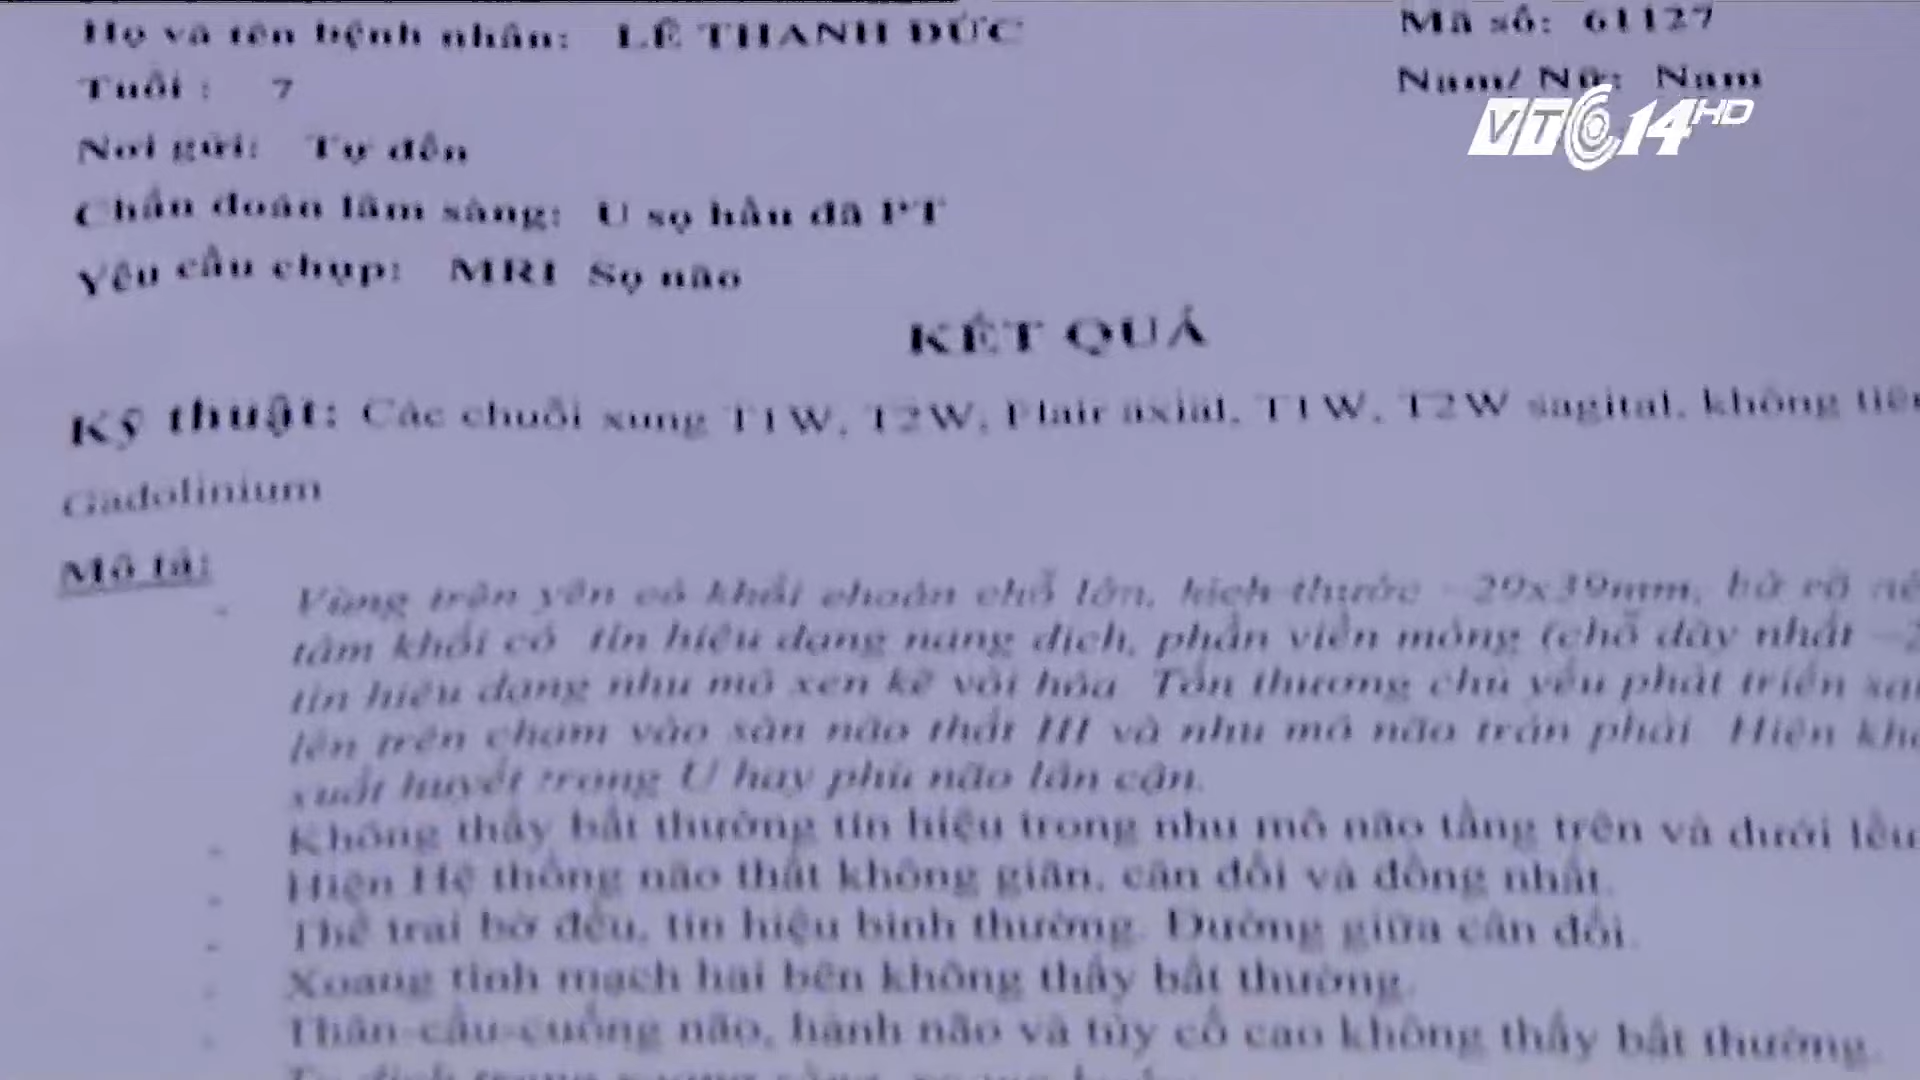 Họ và tên bệnh nhân: LÊ THANH ĐỨC
Mã số: 61127
Tuổi : 7
Nam/ Nữ: Nam
VTC14 HD
Nơi gửi: Tự đến
Chẩn đoán lâm sàng: U sọ hầu đã PT
Yêu cầu chụp: MRI Sọ não
KẾT QUẢ
Kỹ thuật: Các chuỗi xung T1W, T2W, Flair axial, T1W, T2W sagital, không tiê
Gadolinium
Mô tả:
- Vùng trên yên có khối choán chỗ lớn, kích thước ~29x39mm, bờ rõ
tâm khối có tín hiệu dạng nang dịch, phần viền mỏng (chỗ dày nhất ~2
tín hiệu dạng nhu mô xen kẽ vôi hóa. Tổn thương chủ yếu phát triển
lên trên chạm vào sàn não thất III và nhu mô não trán phải. Hiện
xuất huyết trong U hay phù não lân cận.
- Không thấy bất thường tín hiệu trong nhu mô não tầng trên và dưới lều
- Hiện Hệ thống não thất không giãn, cân đối và đồng nhất.
- Thể trai bờ đều, tín hiệu bình thường. Đường giữa cân đối.
- Xoang tĩnh mạch hai bên không thấy bất thường.
- Thân-cầu-cuống não, hành não và tủy cổ cao không thấy bất thường.